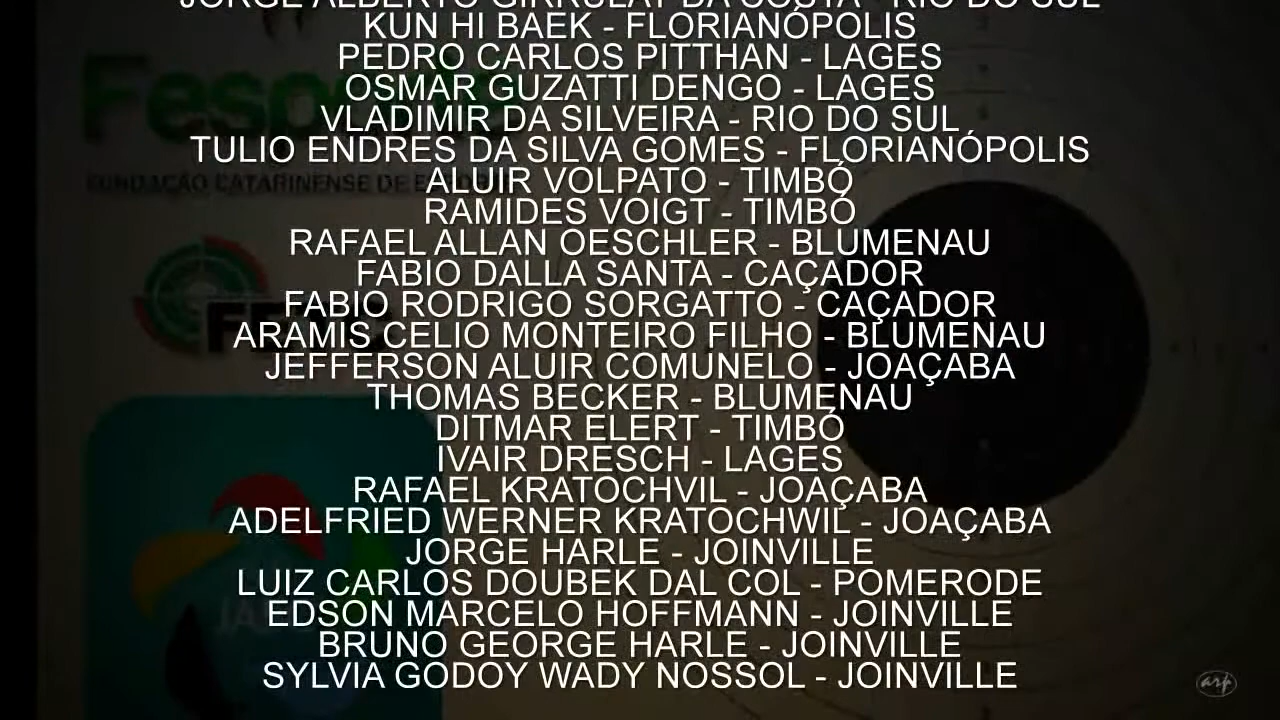 KUN HI BAEK - FLORIANÓPOLIS
PEDRO CARLOS PITTHAN - LAGES
OSMAR GUZATTI DENGO - LAGES
VLADIMIR DA SILVEIRA - RIO DO SUL
TULIO ENDRES DA SILVA GOMES - FLORIANÓPOLIS
FUNDAÇÃO CATARINENSE DE
ALUIR VOLPATO - TIMBÓ
RAMIDES VOIGT - TIMBÓ
RAFAEL ALLAN OESCHLER - BLUMENAU
FABIO DALLA SANTA - CAÇADOR
FABIO RODRIGO SORGATTO - CAÇADOR
ARAMIS CELIO MONTEIRO FILHO - BLUMENAU
JEFFERSON ALUIR COMUNELO - JOAÇABA
THOMAS BECKER - BLUMENAU
DITMAR ELERT - TIMBÓ
IVAIR DRESCH - LAGES
RAFAEL KRATOCHVIL - JOAÇABA
ADELFRIED WERNER KRATOCHWIL - JOAÇABA
JORGE HARLE - JOINVILLE
LUIZ CARLOS DOUBEK DAL COL - POMERODE
EDSON MARCELO HOFFMANN - JOINVILLE
BRUNO GEORGE HARLE - JOINVILLE
SYLVIA GODOY WADY NOSSOL - JOINVILLE
arp